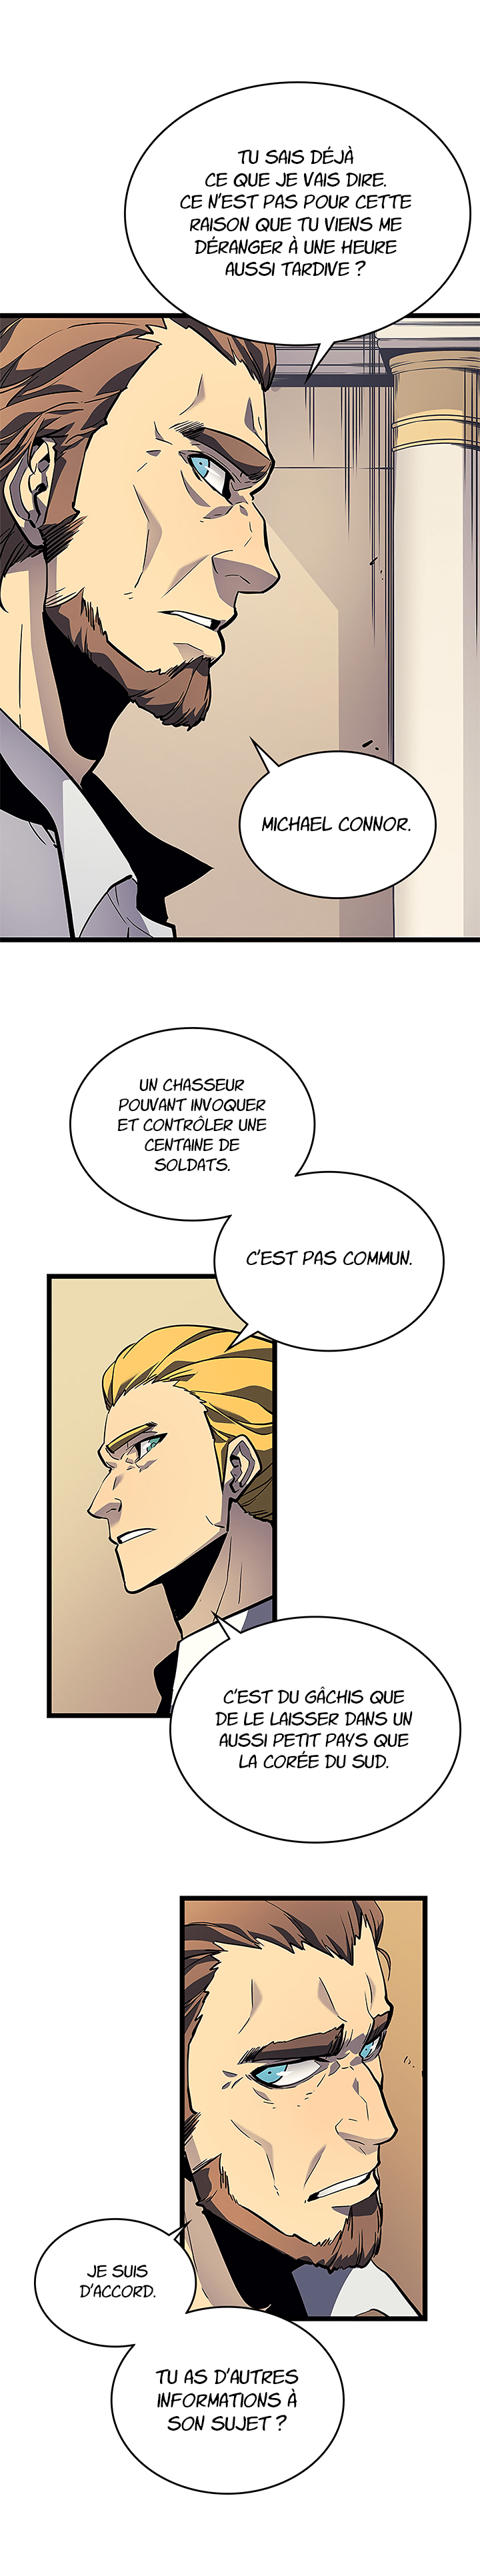 TU SAIS DÉJÀ
CE QUE JE VAIS DIRE.
CE N'EST PAS POUR CETTE
RAISON QUE TU VIENS ME
DÉRANGER À UNE HEURE
AUSSI TARDIVE ?
MICHAEL CONNOR.
UN CHASSEUR
POUVANT INVOQUER
ET CONTRÔLER UNE
CENTAINE DE
SOLDATS.
C'EST PAS COMMUN.
C'EST DU GÂCHIS QUE
DE LE LAISSER DANS UN
AUSSI PETIT PAYS QUE
LA CORÉE DU SUD.
JE SUIS
D'ACCORD.
TU AS D'AUTRES
INFORMATIONS À
SON SUJET ?